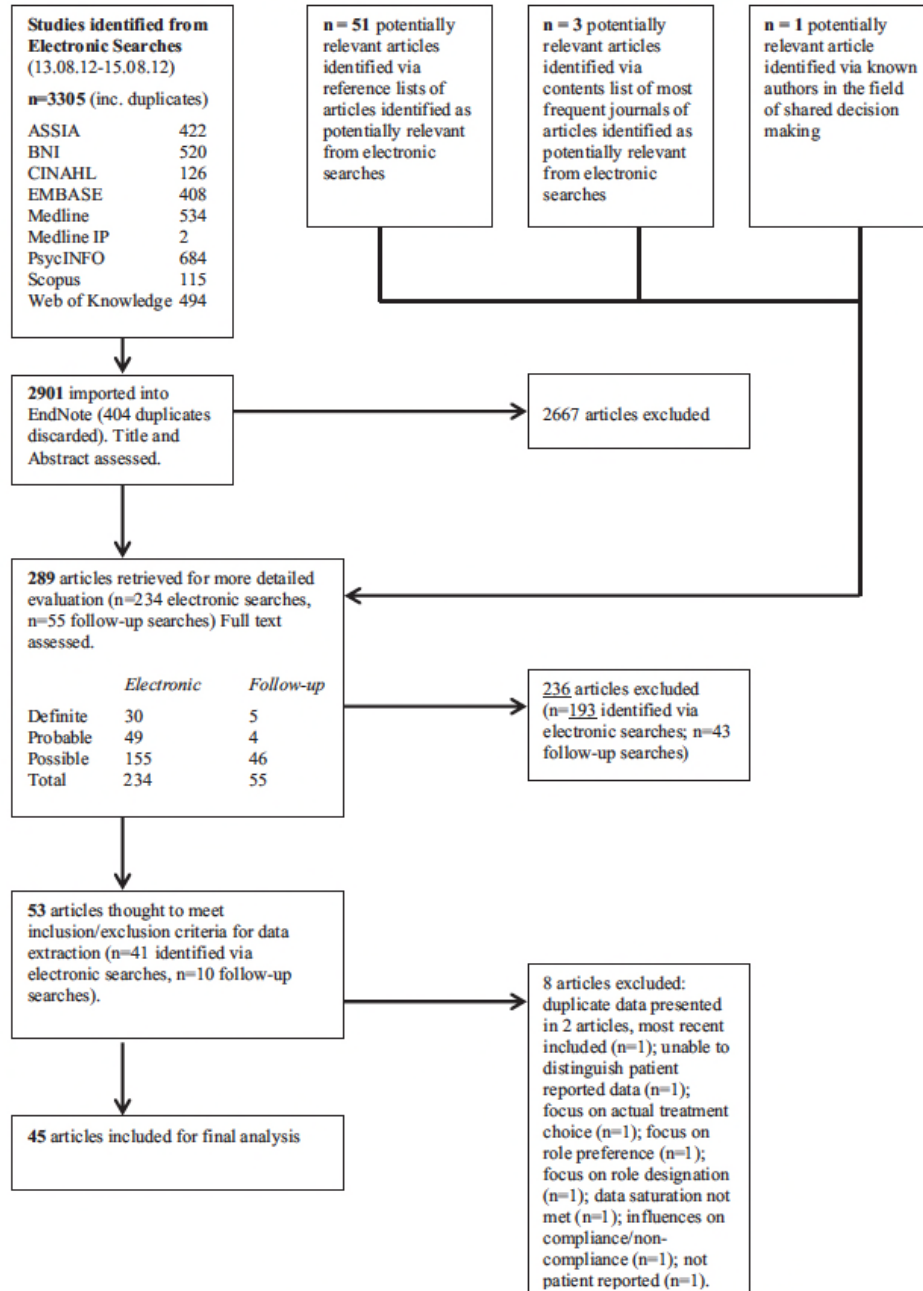 Studies identified from
Electronic Searches
(13.08.12-15.08.12)
n=3305 (inc. duplicates)
ASSIA 422
BNI 520
CINAHL 126
EMBASE 408
Medline 534
Medline IP 2
PsycINFO 684
Scopus 115
Web of Knowledge 494
n = 51 potentially
relevant articles
identified via
reference lists of
articles identified as
potentially relevant
from electronic
searches
n = 3 potentially
relevant articles
identified via
contents list of most
frequent journals of
articles identified as
potentially relevant
from electronic
searches
n = 1 potentially
relevant article
identified via known
authors in the field
of shared decision
making
2901 imported into
EndNote (404 duplicates
discarded). Title and
Abstract assessed.
2667 articles excluded
289 articles retrieved for more detailed
evaluation (n=234 electronic searches,
n=55 follow-up searches) Full text
assessed.
Electronic Follow-up
Definite 30 5
Probable 49 4
Possible 155 46
Total 234 55
236 articles excluded
(n=193 identified via
electronic searches; n=43
follow-up searches)
53 articles thought to meet
inclusion/exclusion criteria for data
extraction (n=41 identified via
electronic searches, n=10 follow-up
searches).
8 articles excluded:
duplicate data presented
in 2 articles, most recent
included (n=1); unable to
distinguish patient
reported data (n=1);
focus on actual treatment
choice (n=1); focus on
role preference (n=1);
focus on role designation
(n=1); data saturation not
met (n=1); influences on
compliance/non-
compliance (n=1); not
patient reported (n=1).
45 articles included for final analysis